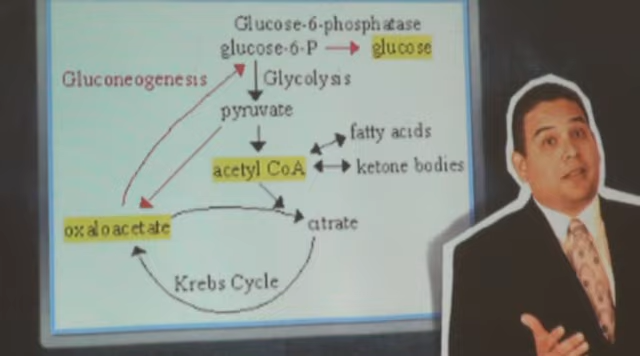 Glucose-6-phosphatase
glucose-6-P
glucose
Gluconeogenesis
Glycolysis
pyruvate
fatty acids
acetyl CoA
ketone bodies
oxaloacetate
citrate
Krebs Cycle